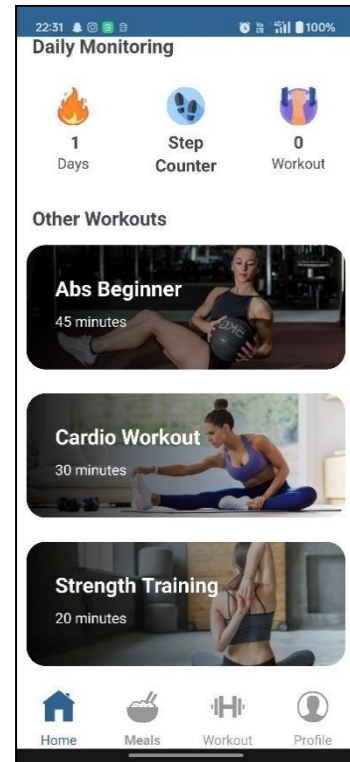 22:31 100%
Daily Monitoring
1
Days
Step
Counter
0
Workout
Other Workouts
Abs Beginner
45 minutes
Cardio Workout
30 minutes
Strength Training
20 minutes
Home Meals Workout Profile